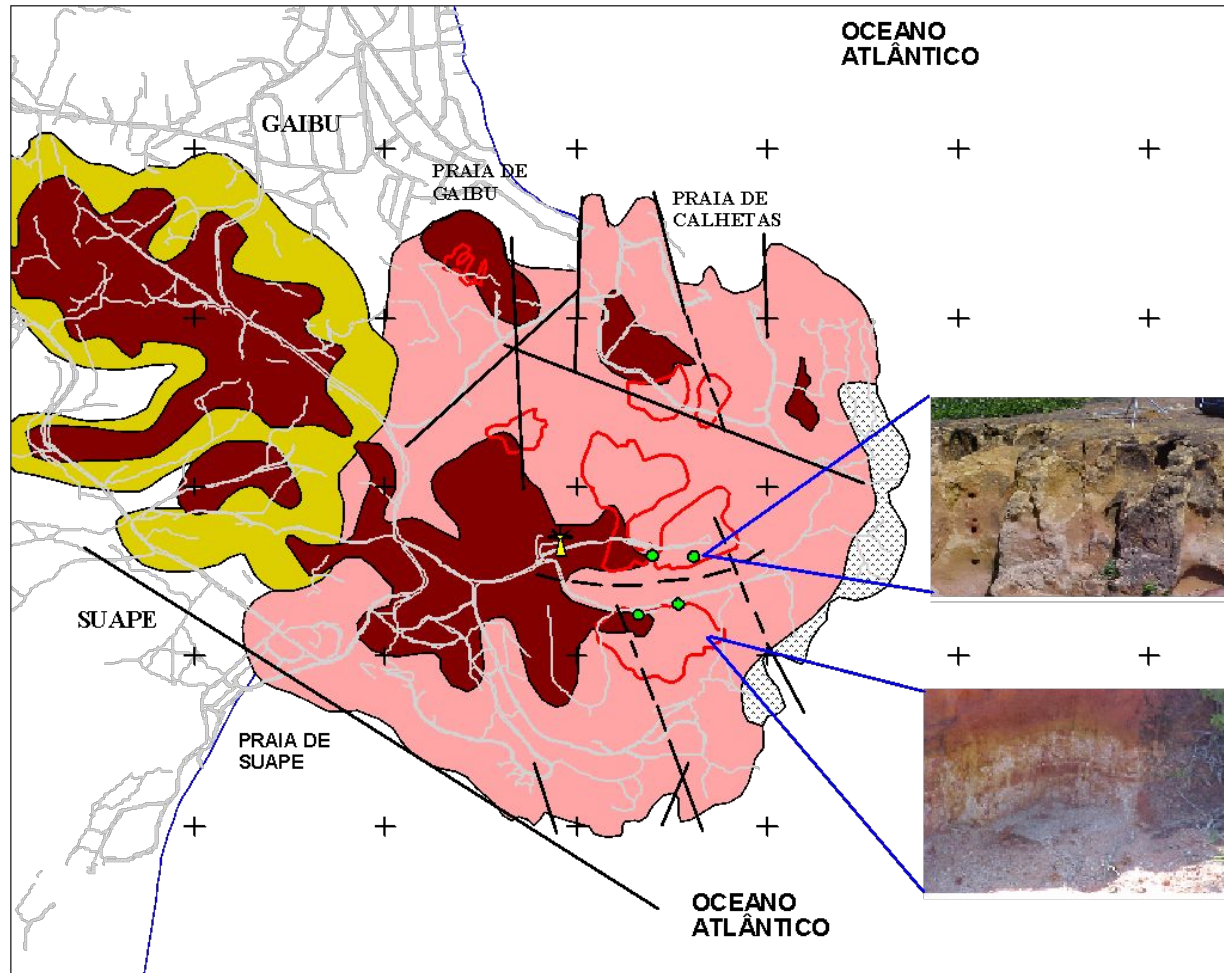 OCEANO
ATLÂNTICO
GAIBU
PRAIA DE
GAIBU
PRAIA DE
CALHETAS
SUAPE
PRAIA DE
SUAPE
OCEANO
ATLÂNTICO